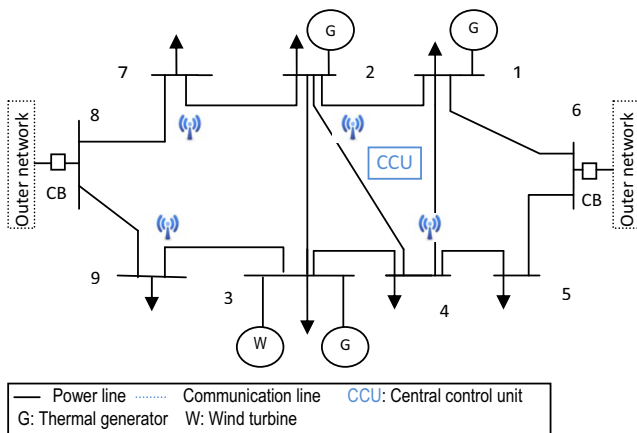 G
G
7
2
1
8
6
Outer network
CCU
Outer network
CB
CB
9
3
4
5
W
G
Power line Communication line CCU: Central control unit
G: Thermal generator W: Wind turbine